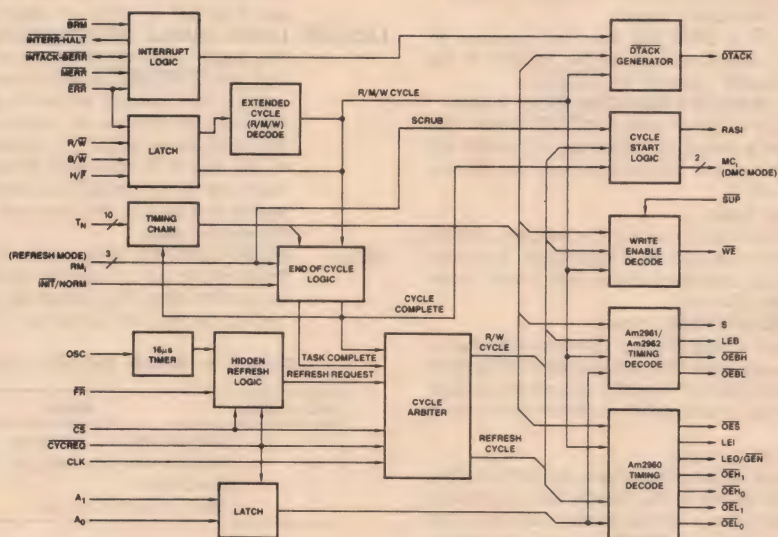 BRM
INTERR-HALT
INTACK-BERR
MERR
ERR
R/W
B/W
H/F
TN
10
(REFRESH MODE)
RMi
3
INIT/NORM
OSC
FR
CS
CYCREQ
CLK
A1
A0
INTERRUPT
LOGIC
LATCH
EXTENDED
CYCLE
(R/M/W)
DECODE
TIMING
CHAIN
END OF CYCLE
LOGIC
16µs
TIMER
HIDDEN
REFRESH
LOGIC
LATCH
R/M/W CYCLE
SCRUB
CYCLE
COMPLETE
TASK COMPLETE
REFRESH REQUEST
CYCLE
ARBITER
R/W
CYCLE
REFRESH
CYCLE
DTACK
GENERATOR
CYCLE
START
LOGIC
WRITE
ENABLE
DECODE
Am2961/
Am2962
TIMING
DECODE
Am2960
TIMING
DECODE
DTACK
RASI
2
MCi
(DMC MODE)
SUP
WE
S
LEB
OEBH
OEBL
OES
LEI
LEO/GEN
OEH1
OEH0
OEL1
OEL0